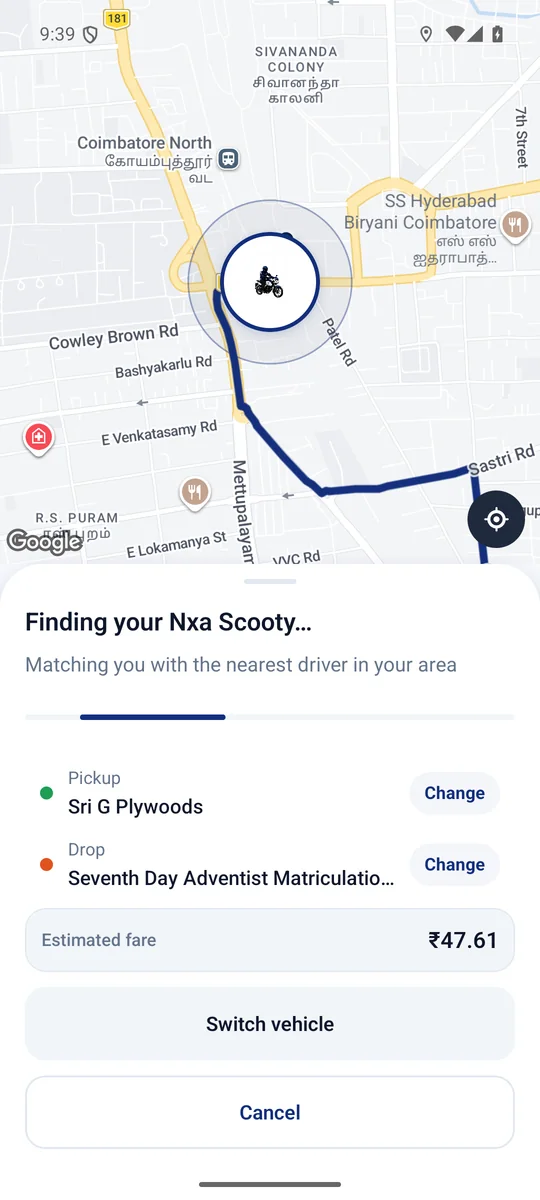 9:39
181
SIVANANDA
COLONY
சிவானந்தா
காலனி
7th Street
Coimbatore North
கோயம்புத்தூர்
வட
SS Hyderabad
Biryani Coimbatore
எஸ் எஸ்
ஐதராபாத்...
Cowley Brown Rd
Patel Rd
Bashyakarlu Rd
E Venkatasamy Rd
Sastri Rd
Mettupalayam
R.S. PURAM
Google
E Lokamanya St
VVC Rd
Finding your Nxa Scooty...
Matching you with the nearest driver in your area
Pickup
Sri G Plywoods
Change
Drop
Seventh Day Adventist Matriculatio...
Change
Estimated fare
₹47.61
Switch vehicle
Cancel